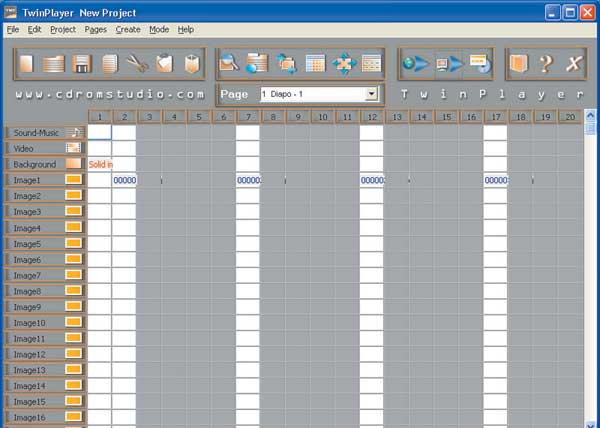 TwinPlayer New Project
File Edit Project Pages Create Mode Help
www.cdromstudio.com Page 1 Diapo - 1 TwinPlayer
1 2 3 4 5 6 7 8 9 10 11 12 13 14 15 16 17 18 19 20
Sound-Music
Video
Background Solid in
Image1 00000 00000 00000 00000
Image2
Image3
Image4
Image5
Image6
Image7
Image8
Image9
Image10
Image11
Image12
Image13
Image14
Image15
Image16